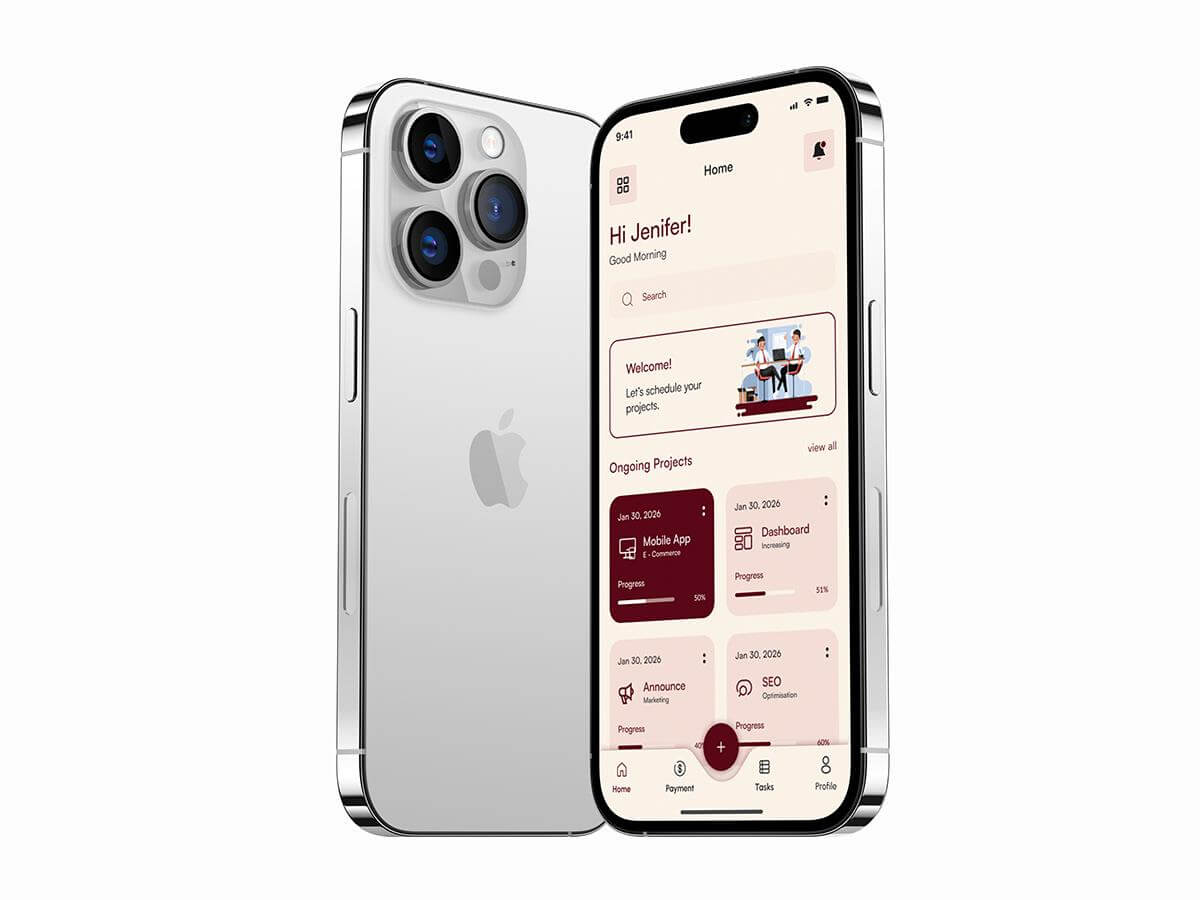 9:41
Home
Hi Jenifer!
Good Morning
Search
Welcome!
Let's schedule your
projects.
Ongoing Projects
view all
Jan 30, 2026
Mobile App
E - Commerce
Progress
50%
Jan 30, 2026
Dashboard
Increasing
Progress
51%
Jan 30, 2026
Announce
Marketing
Progress
Jan 30, 2026
SEO
Optimisation
Progress
60%
Home
Payment
+
Tasks
Profile